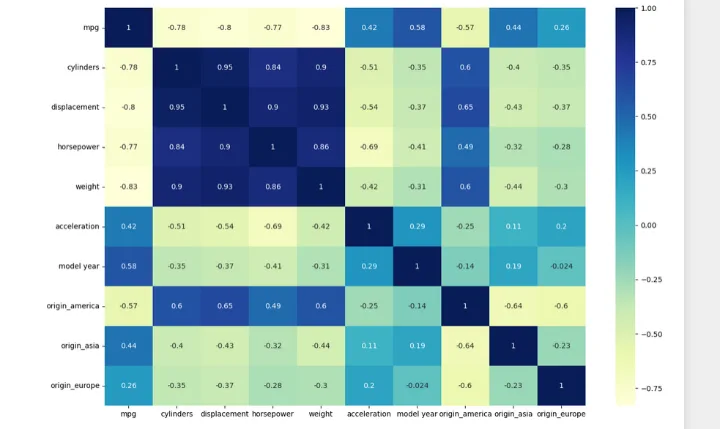 mpg 1 -0.78 -0.8 -0.77 -0.83 0.42 0.58 -0.57 0.44 0.26
cylinders -0.78 1 0.95 0.84 0.9 -0.51 -0.35 0.6 -0.4 -0.35
displacement -0.8 0.95 1 0.9 0.93 -0.54 -0.37 0.65 -0.43 -0.37
horsepower -0.77 0.84 0.9 1 0.86 -0.69 -0.41 0.49 -0.32 -0.28
weight -0.83 0.9 0.93 0.86 1 -0.42 -0.31 0.6 -0.44 -0.3
acceleration 0.42 -0.51 -0.54 -0.69 -0.42 1 0.29 -0.25 0.11 0.2
model year 0.58 -0.35 -0.37 -0.41 -0.31 0.29 1 -0.14 0.19 -0.024
origin_america -0.57 0.6 0.65 0.49 0.6 -0.25 -0.14 1 -0.64 -0.6
origin_asia 0.44 -0.4 -0.43 -0.32 -0.44 0.11 0.19 -0.64 1 -0.23
origin_europe 0.26 -0.35 -0.37 -0.28 -0.3 0.2 -0.024 -0.6 -0.23 1
mpg cylinders displacement horsepower weight acceleration model year origin_america origin_asia origin_europe
1.00
0.75
0.50
0.25
0.00
−0.25
−0.50
−0.75